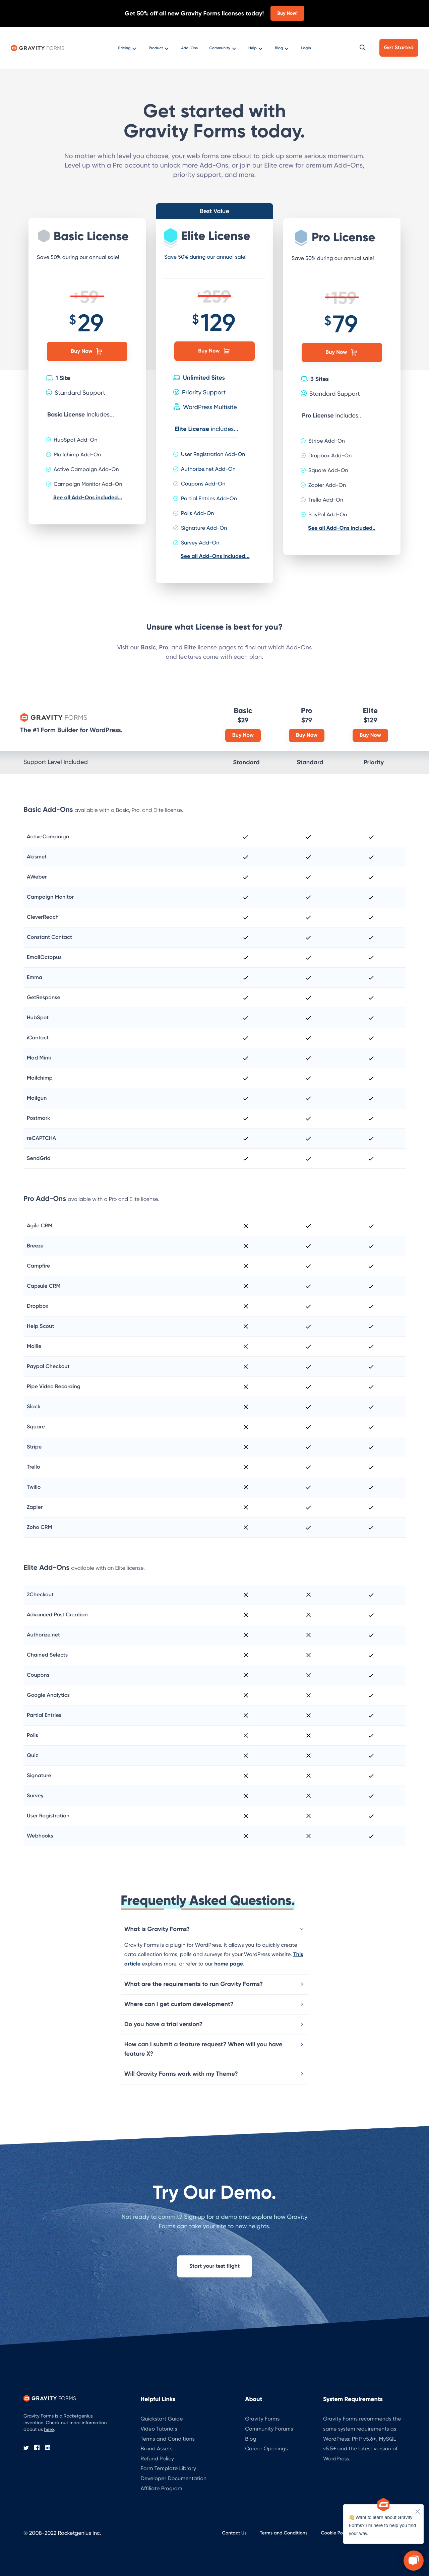 Get 50% off all new Gravity Forms licenses today! Buy Now!
GRAVITY FORMS
Pricing Product Add-Ons Community Help Blog Login
Get Started
Get started with
Gravity Forms today.
No matter which level you choose, your web forms are about to pick up some serious momentum.
Level up with a Pro account to unlock more Add-Ons, or join our Elite crew for premium Add-Ons,
priority support, and more.
Basic License
Save 50% during our annual sale!
$59
$29
Buy Now
1 Site
Standard Support
Basic License Includes...
HubSpot Add-On
Mailchimp Add-On
Active Campaign Add-On
Campaign Monitor Add-On
See all Add-Ons included...
Best Value
Elite License
Save 50% during our annual sale!
$259
$129
Buy Now
Unlimited Sites
Priority Support
WordPress Multisite
Elite License includes...
User Registration Add-On
Authorize.net Add-On
Coupons Add-On
Partial Entries Add-On
Polls Add-On
Signature Add-On
Survey Add-On
See all Add-Ons included...
Pro License
Save 50% during our annual sale!
$159
$79
Buy Now
3 Sites
Standard Support
Pro License includes..
Stripe Add-On
Dropbox Add-On
Square Add-On
Zapier Add-On
Trello Add-On
PayPal Add-On
See all Add-Ons included..
Unsure what License is best for you?
Visit our Basic, Pro, and Elite license pages to find out which Add-Ons
and features come with each plan.
GRAVITY FORMS
The #1 Form Builder for WordPress.
Basic Pro Elite
$29 $79 $129
Buy Now Buy Now Buy Now
Support Level Included Standard Standard Priority
Basic Add-Ons available with a Basic, Pro, and Elite license.
ActiveCampaign
Akismet
AWeber
Campaign Monitor
CleverReach
Constant Contact
EmailOctopus
Emma
GetResponse
HubSpot
iContact
Mad Mimi
Mailchimp
Mailgun
Postmark
reCAPTCHA
SendGrid
Pro Add-Ons available with a Pro and Elite license.
Agile CRM
Breeze
Campfire
Capsule CRM
Dropbox
Help Scout
Mollie
Paypal Checkout
Pipe Video Recording
Slack
Square
Stripe
Trello
Twilio
Zapier
Zoho CRM
Elite Add-Ons available with an Elite license.
2Checkout
Advanced Post Creation
Authorize.net
Chained Selects
Coupons
Google Analytics
Partial Entries
Polls
Quiz
Signature
Survey
User Registration
Webhooks
Frequently Asked Questions.
What is Gravity Forms?
Gravity Forms is a plugin for WordPress. It allows you to quickly create
data collection forms, polls and surveys for your WordPress website. This
article explains more, or refer to our home page.
What are the requirements to run Gravity Forms?
Where can I get custom development?
Do you have a trial version?
How can I submit a feature request? When will you have
feature X?
Will Gravity Forms work with my Theme?
Try Our Demo.
Not ready to commit? Sign up for a demo and explore how Gravity
Forms can take your site to new heights.
Start your test flight
GRAVITY FORMS
Gravity Forms is a Rocketgenius
invention. Check out more information
about us here.
Helpful Links
Quickstart Guide
Video Tutorials
Terms and Conditions
Brand Assets
Refund Policy
Form Template Library
Developer Documentation
Affiliate Program
About
Gravity Forms
Community Forums
Blog
Career Openings
System Requirements
Gravity Forms recommends the
same system requirements as
WordPress: PHP v5.6+, MySQL
v5.5+ and the latest version of
WordPress.
© 2008-2022 Rocketgenius Inc.
Contact Us Terms and Conditions Cookie Po
Want to learn about Gravity
Forms? I'm here to help you find
your way.